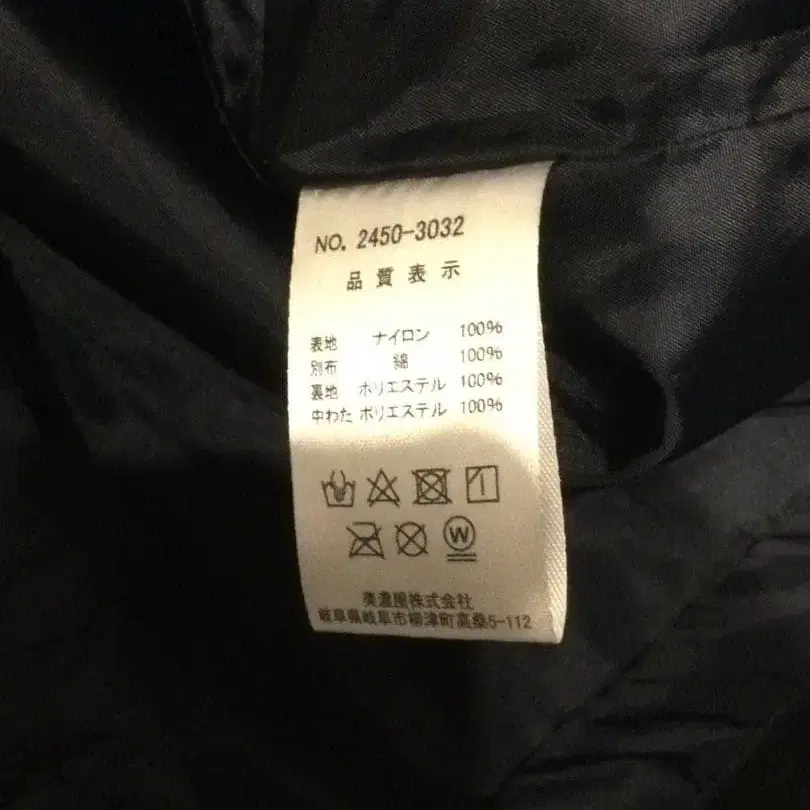 NO. 2450-3032
品質表示
表地 ナイロン 100%
別布 綿 100%
裏地 ポリエステル 100%
中わた ポリエステル 100%
W
美濃屋株式会社
岐阜県岐阜市柳津町高桑5-112